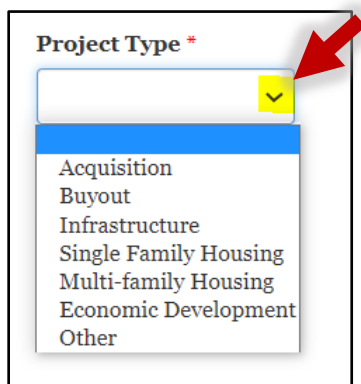 Project Type *
Acquisition
Buyout
Infrastructure
Single Family Housing
Multi-family Housing
Economic Development
Other